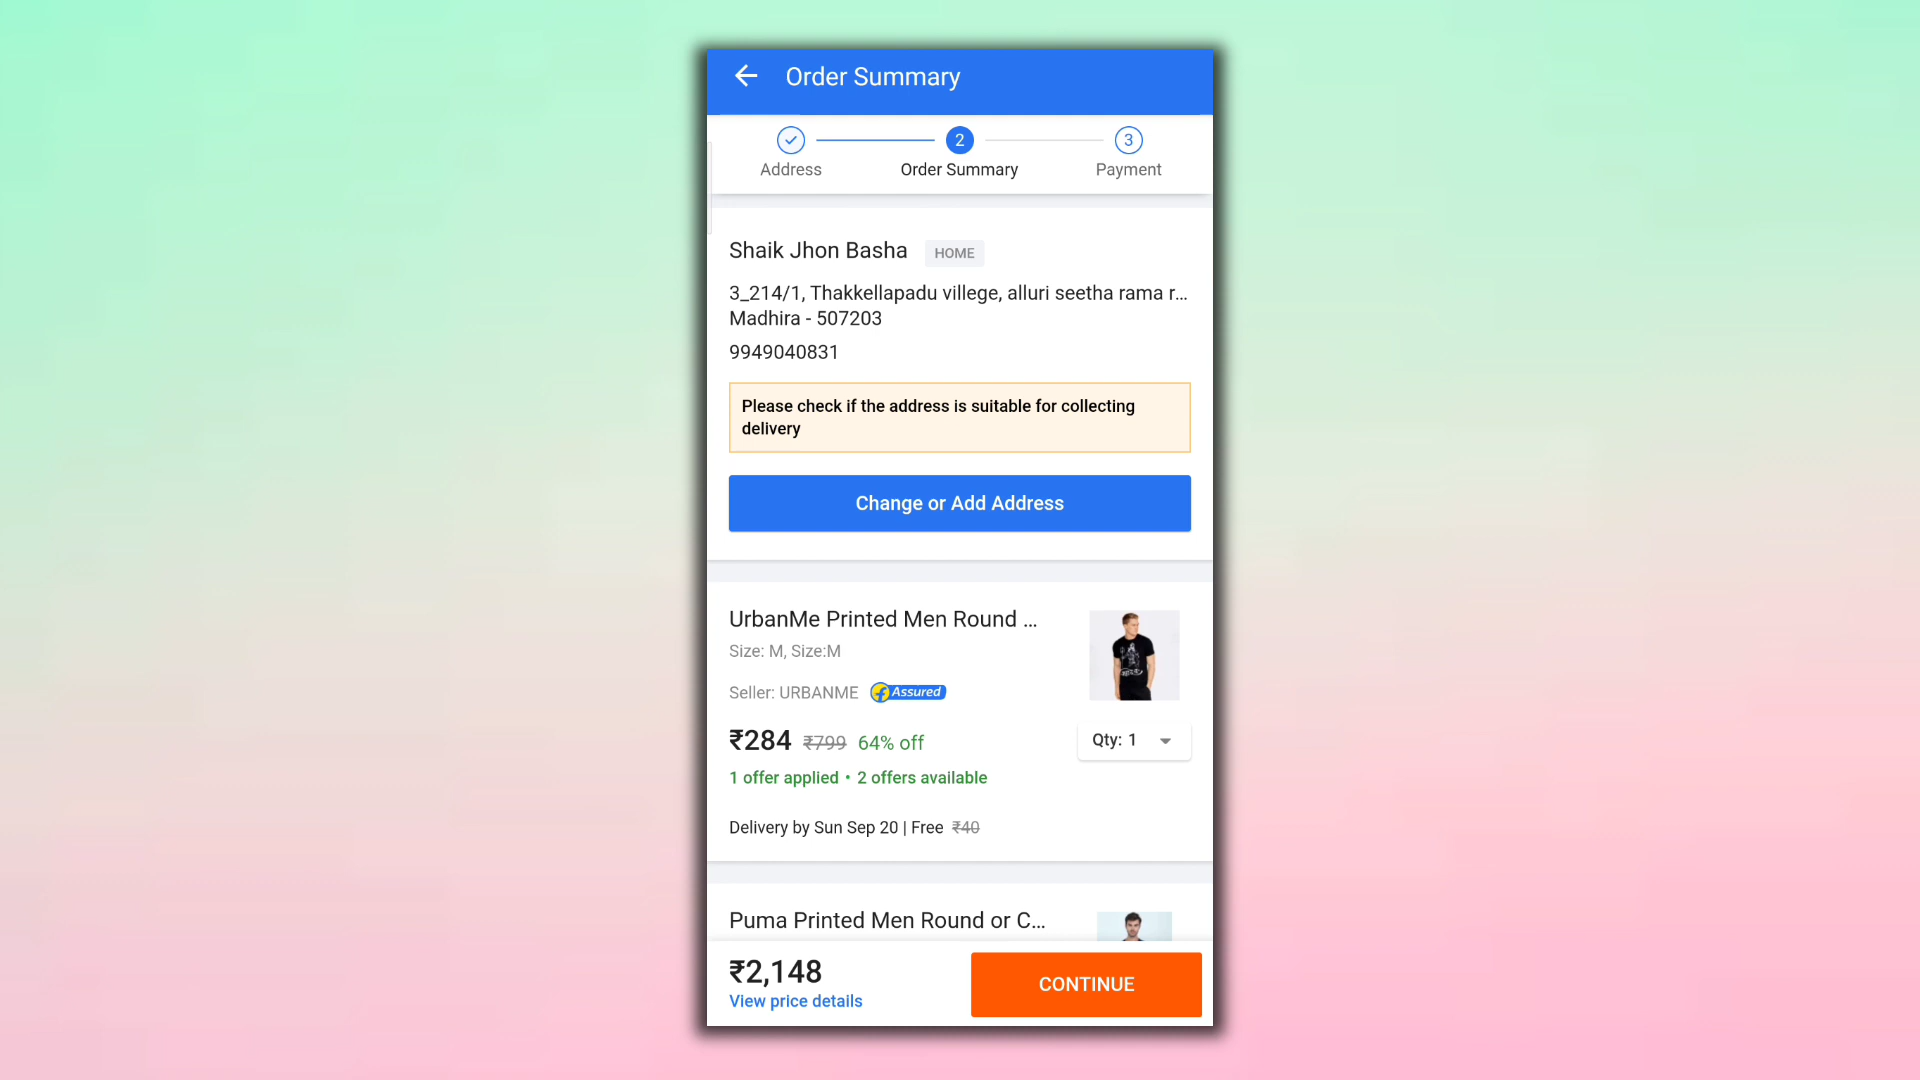 Order Summary
2
3
Address
Order Summary
Payment
Shaik Jhon Basha
HOME
3_214/1, Thakkellapadu villege, alluri seetha rama r...
Madhira - 507203
9949040831
Please check if the address is suitable for collecting
delivery
Change or Add Address
UrbanMe Printed Men Round ...
Size: M, Size:M
Seller: URBANME
Assured
₹284 ₹799 64% off
Qty: 1
1 offer applied • 2 offers available
Delivery by Sun Sep 20 | Free ₹40
Puma Printed Men Round or C...
₹2,148
View price details
CONTINUE